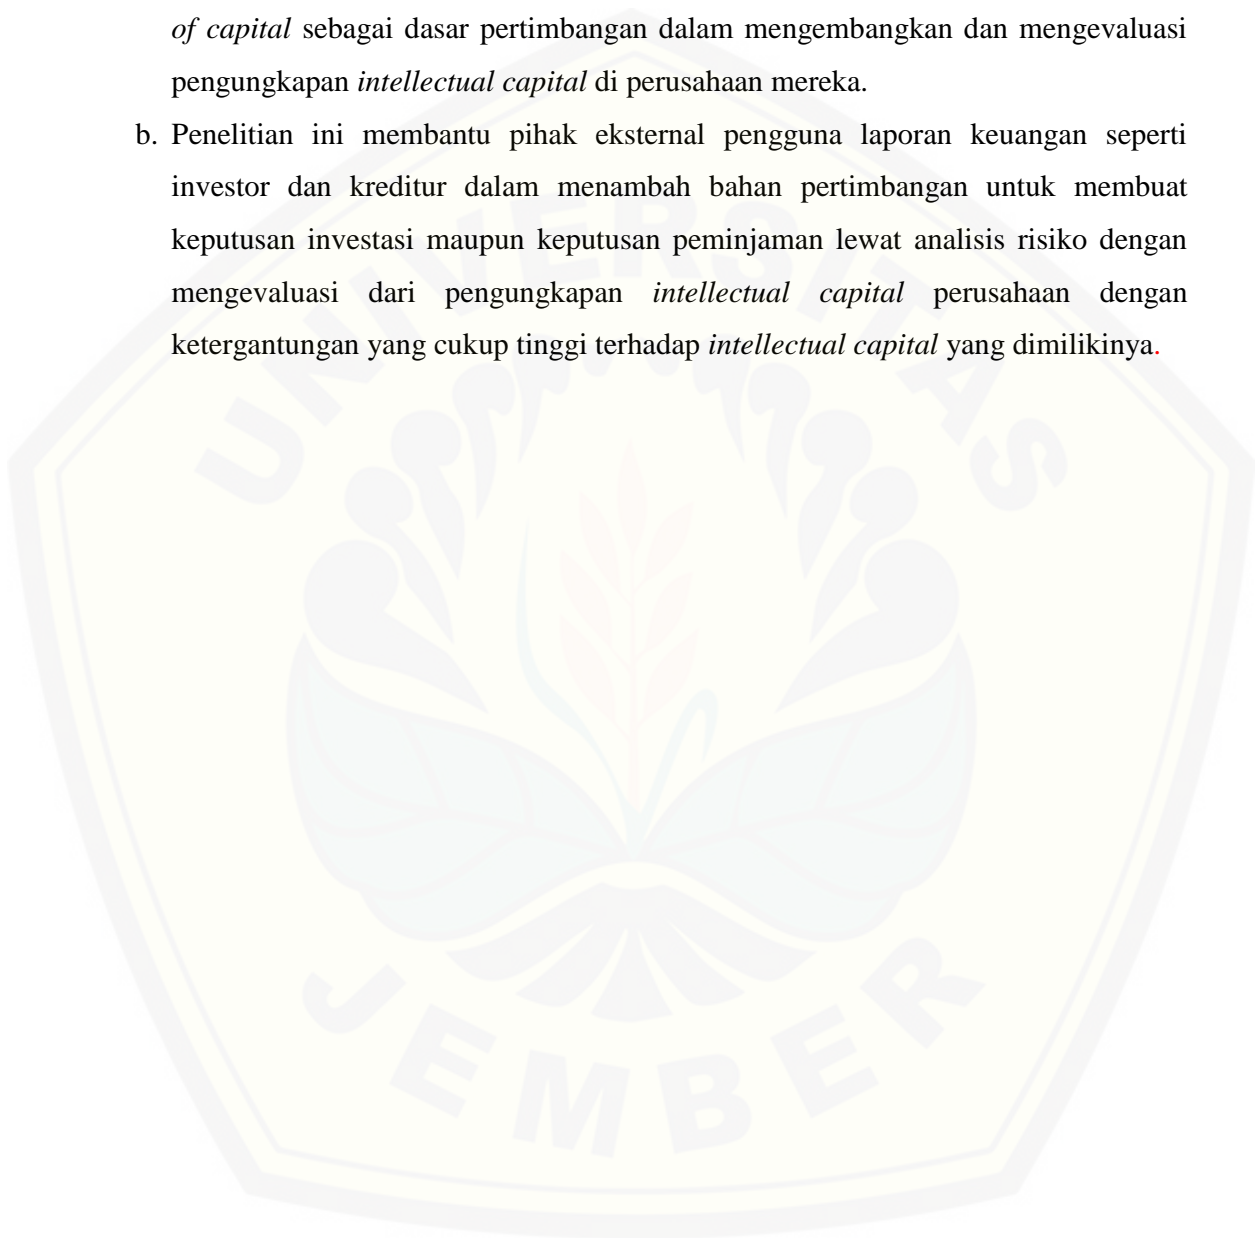 of capital sebagai dasar pertimbangan dalam mengembangkan dan mengevaluasi
pengungkapan intellectual capital di perusahaan mereka.
b. Penelitian ini membantu pihak eksternal pengguna laporan keuangan seperti
investor dan kreditur dalam menambah bahan pertimbangan untuk membuat
keputusan investasi maupun keputusan peminjaman lewat analisis risiko dengan
mengevaluasi dari pengungkapan intellectual capital perusahaan dengan
ketergantungan yang cukup tinggi terhadap intellectual capital yang dimilikinya.
UNIVERSITAS
JEMBER